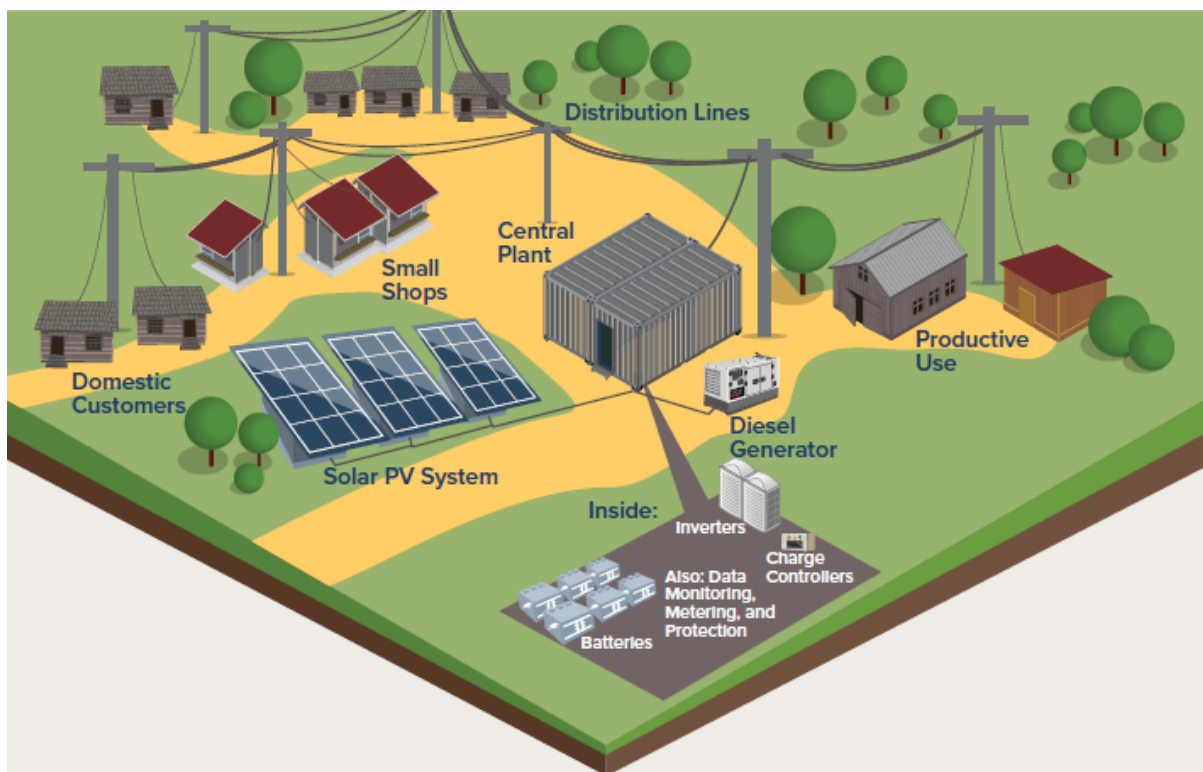 Distribution Lines
Central
Plant
Small
Shops
Productive
Use
Domestic
Customers
Diesel
Generator
Solar PV System
Inside:
Inverters
Charge
Controllers
Also: Data
Monitoring,
Metering, and
Protection
Batteries